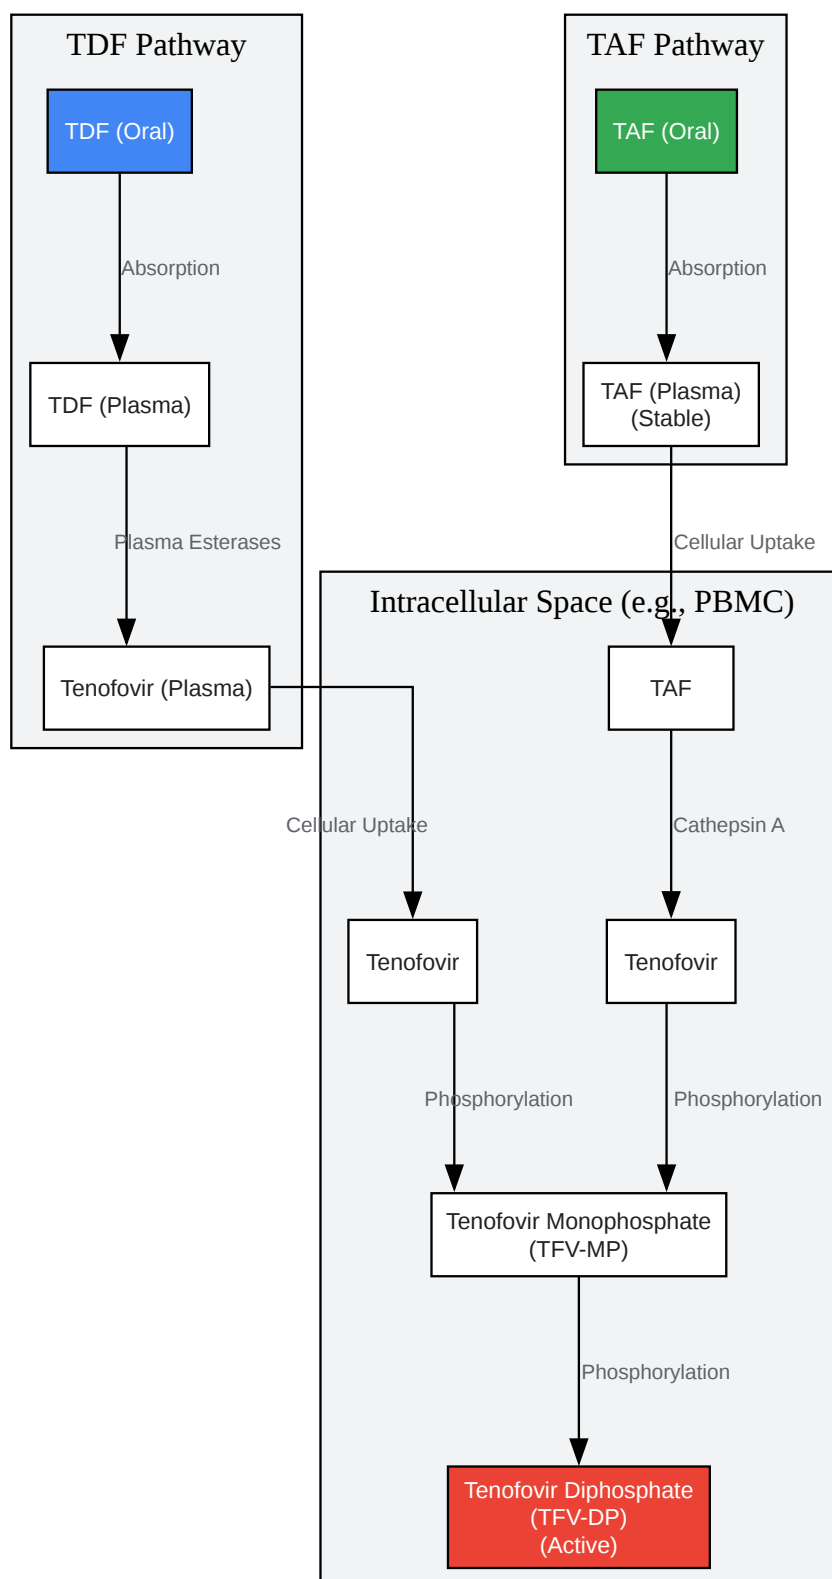 TDF Pathway
TDF (Oral)
Absorption
TDF (Plasma)
Plasma Esterases
Tenofovir (Plasma)
TAF Pathway
TAF (Oral)
Absorption
TAF (Plasma)
(Stable)
Cellular Uptake
Intracellular Space (e.g., PBMC)
TAF
Cellular Uptake
Cathepsin A
Tenofovir
Tenofovir
Phosphorylation
Phosphorylation
Tenofovir Monophosphate
(TFV-MP)
Phosphorylation
Tenofovir Diphosphate
(TFV-DP)
(Active)